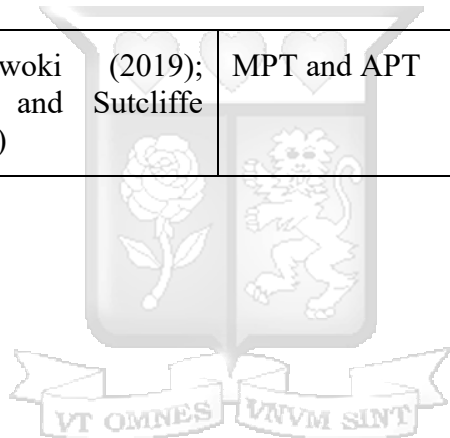 woki (2019); MPT and APT
and Sutcliffe
)
VT OMNES VNVM SINT